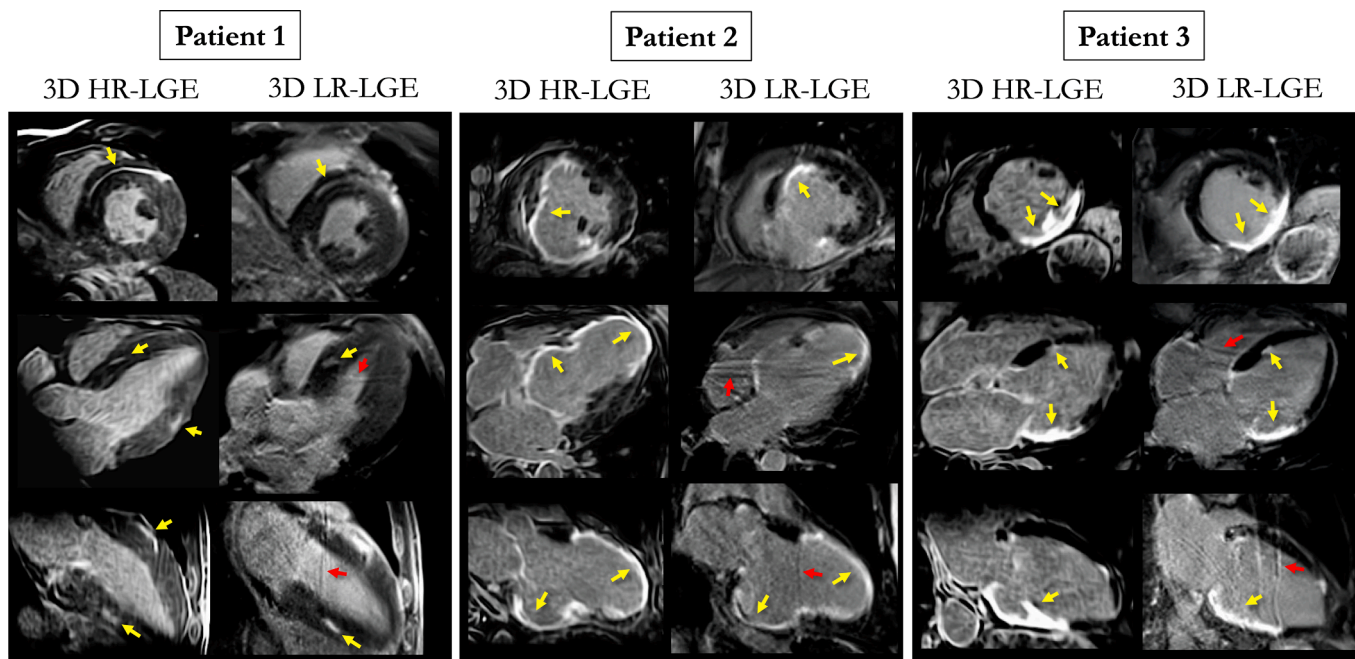 Patient 1
Patient 2
Patient 3
3D HR-LGE
3D LR-LGE
3D HR-LGE
3D LR-LGE
3D HR-LGE
3D LR-LGE